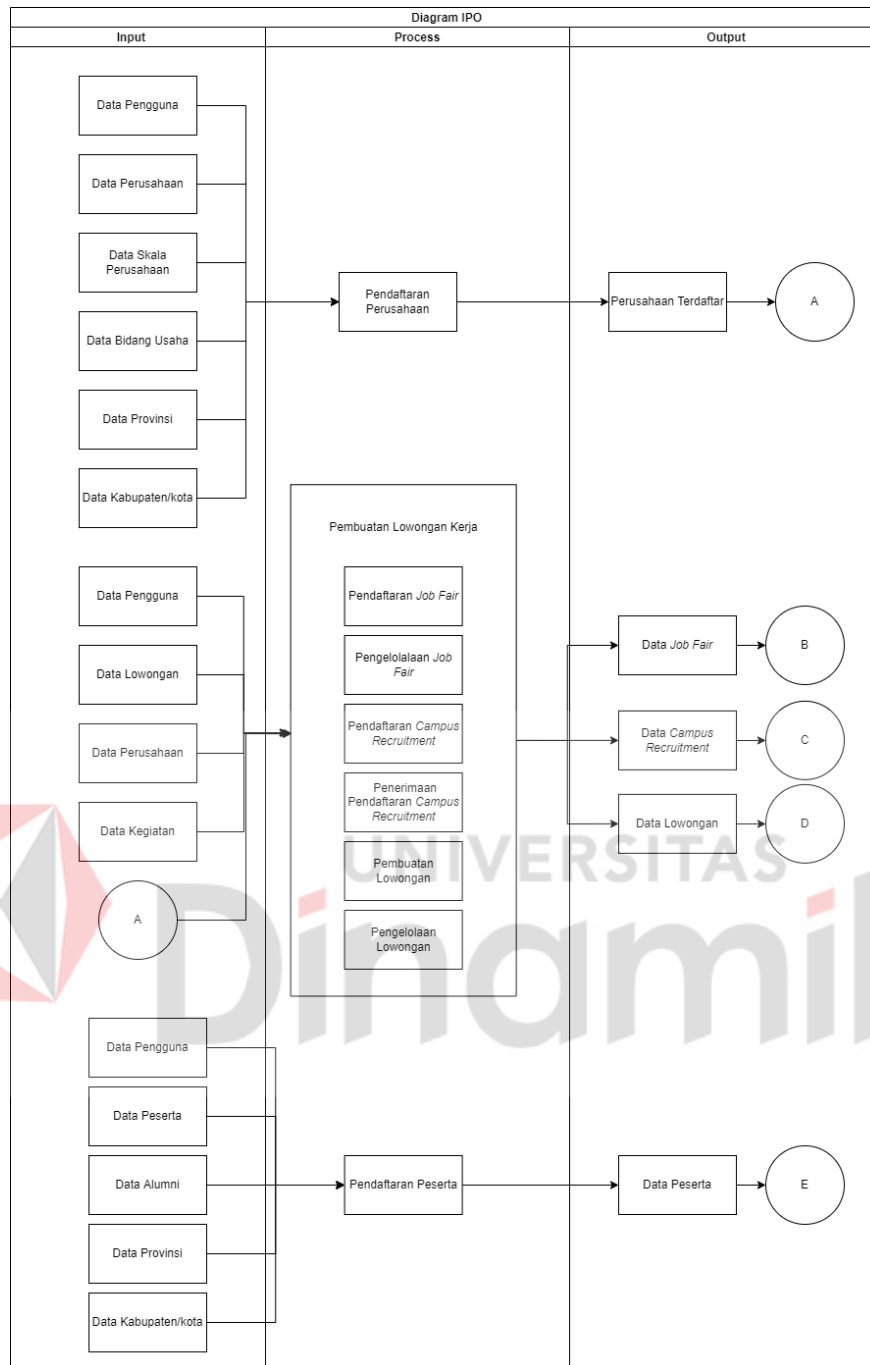 Diagram IPO
Input
Process
Output
Data Pengguna
Data Perusahaan
Data Skala
Perusahaan
Data Bidang Usaha
Data Provinsi
Data Kabupaten/kota
Pendaftaran
Perusahaan
Perusahaan Terdaftar
A
Data Pengguna
Data Lowongan
Data Perusahaan
Data Kegiatan
A
Pembuatan Lowongan Kerja
Pendaftaran Job Fair
Pengelolalaan Job
Fair
Pendaftaran Campus
Recruitment
Penerimaan
Pendaftaran Campus
Recruitment
Pembuatan
Lowongan
Pengelolaan
Lowongan
Data Job Fair
B
Data Campus
Recruitment
C
Data Lowongan
D
UNIVERSITAS
Dinamik
Data Pengguna
Data Peserta
Data Alumni
Data Provinsi
Data Kabupaten/kota
Pendaftaran Peserta
Data Peserta
E